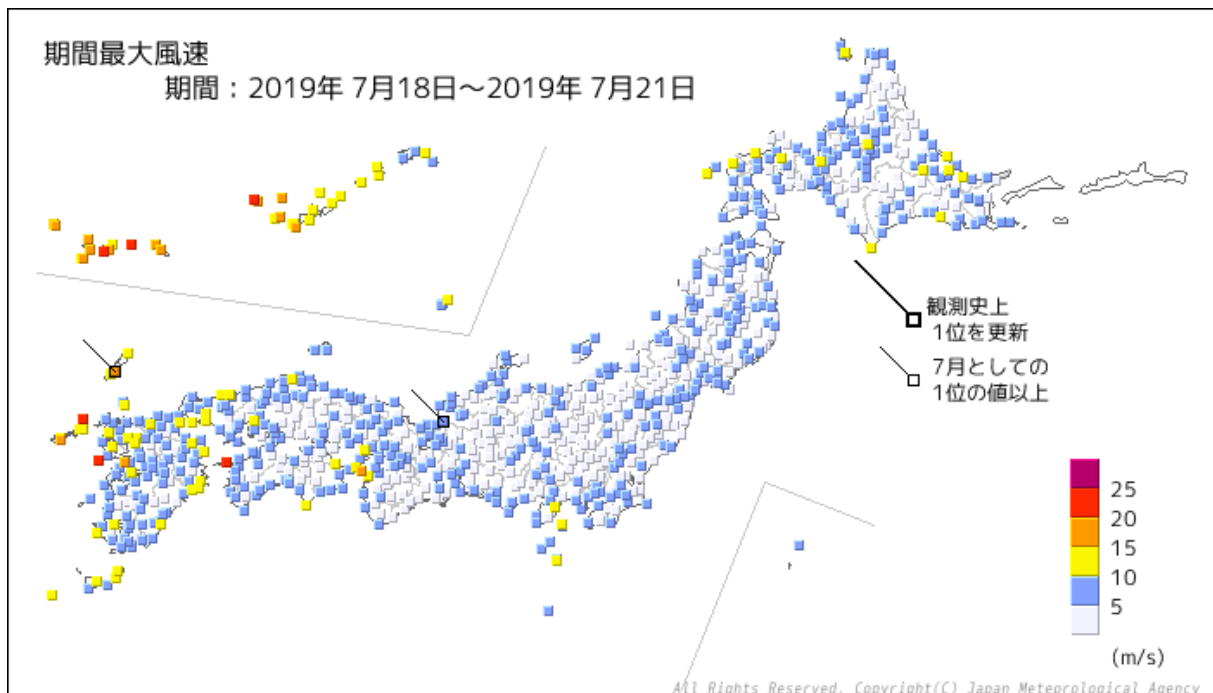 期間最大風速
期間：2019年 7月18日～2019年 7月21日
観測史上
1位を更新
7月としての
1位の値以上
25
20
15
10
5
(m/s)
All Rights Reserved. Copyright(C) Japan Meteorological Agency